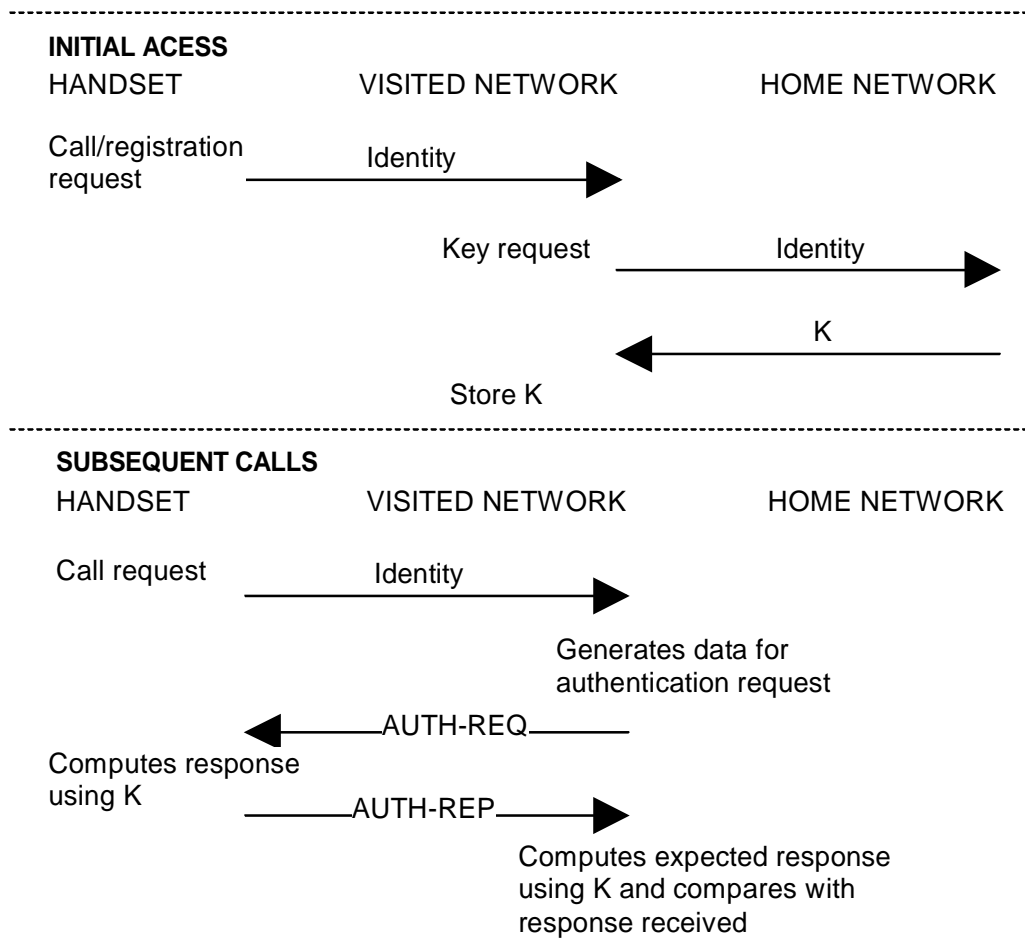 INITIAL ACESS
HANDSET VISITED NETWORK HOME NETWORK
Call/registration
request
Identity
Key request Identity
K
Store K
SUBSEQUENT CALLS
HANDSET VISITED NETWORK HOME NETWORK
Call request Identity
Generates data for
authentication request
AUTH-REQ
Computes response
using K
AUTH-REP
Computes expected response
using K and compares with
response received